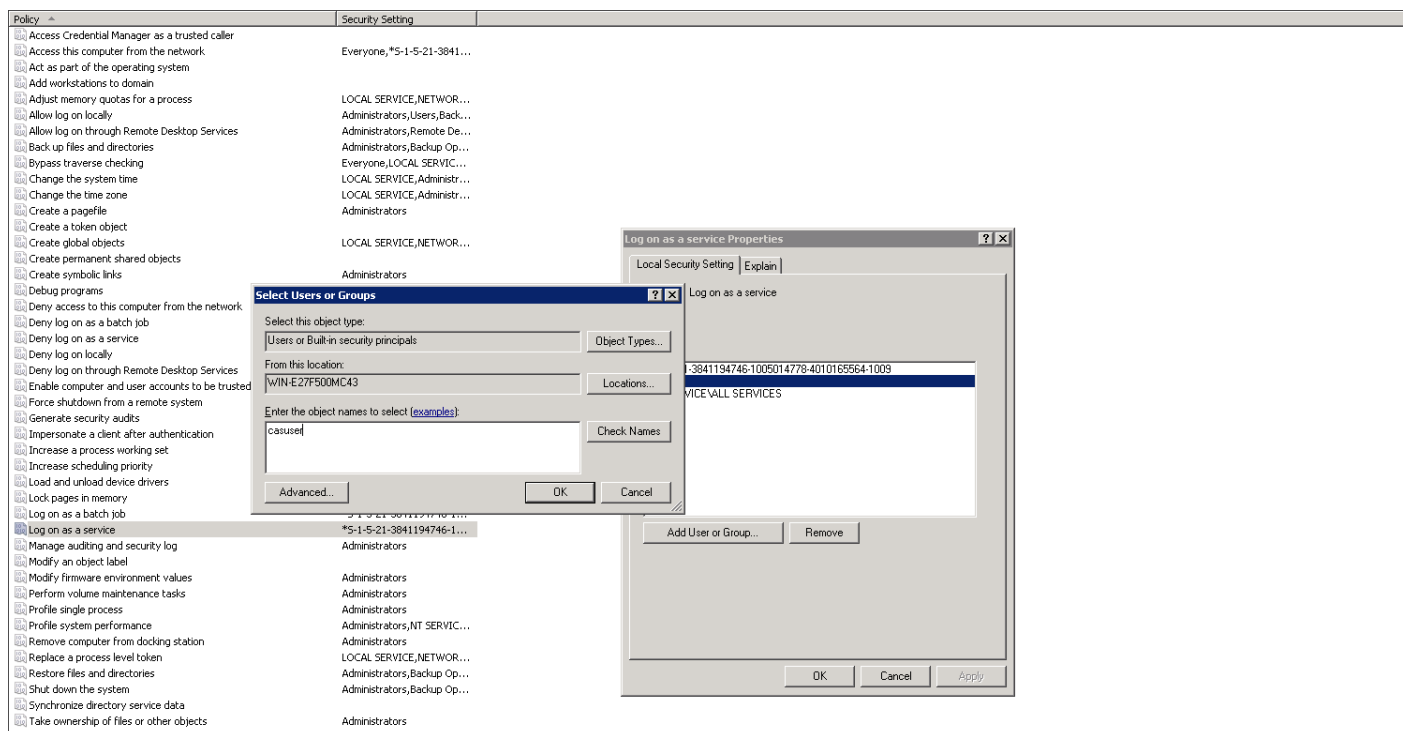 Policy Security Setting
Access Credential Manager as a trusted caller
Access this computer from the network Everyone,*S-1-5-21-3841...
Act as part of the operating system
Add workstations to domain
Adjust memory quotas for a process LOCAL SERVICE,NETWOR...
Allow log on locally Administrators,Users,Back...
Allow log on through Remote Desktop Services Administrators,Remote De...
Back up files and directories Administrators,Backup Op...
Bypass traverse checking Everyone,LOCAL SERVIC...
Change the system time LOCAL SERVICE,Administr...
Change the time zone LOCAL SERVICE,Administr...
Create a pagefile Administrators
Create a token object
Create global objects LOCAL SERVICE,NETWOR...
Create permanent shared objects
Create symbolic links Administrators
Debug programs
Deny access to this computer from the network
Deny log on as a batch job
Deny log on as a service
Deny log on locally
Deny log on through Remote Desktop Services
Enable computer and user accounts to be trusted
Force shutdown from a remote system
Generate security audits
Impersonate a client after authentication
Increase a process working set
Increase scheduling priority
Load and unload device drivers
Lock pages in memory
Log on as a batch job
Log on as a service *S-1-5-21-3841194746-1...
Manage auditing and security log Administrators
Modify an object label
Modify firmware environment values Administrators
Perform volume maintenance tasks Administrators
Profile single process Administrators
Profile system performance Administrators,NT SERVIC...
Remove computer from docking station Administrators
Replace a process level token LOCAL SERVICE,NETWOR...
Restore files and directories Administrators,Backup Op...
Shut down the system Administrators,Backup Op...
Synchronize directory service data
Take ownership of files or other objects Administrators
Select Users or Groups
Select this object type:
Users or Built-in security principals Object Types...
From this location:
WIN-E27F500MC43 Locations...
Enter the object names to select (examples):
casuser Check Names
Advanced... OK Cancel
Log on as a service Properties
Local Security Setting Explain
Log on as a service
1-3841194746-1005014778-4010165564-1009
VICE\ALL SERVICES
Add User or Group... Remove
OK Cancel Apply